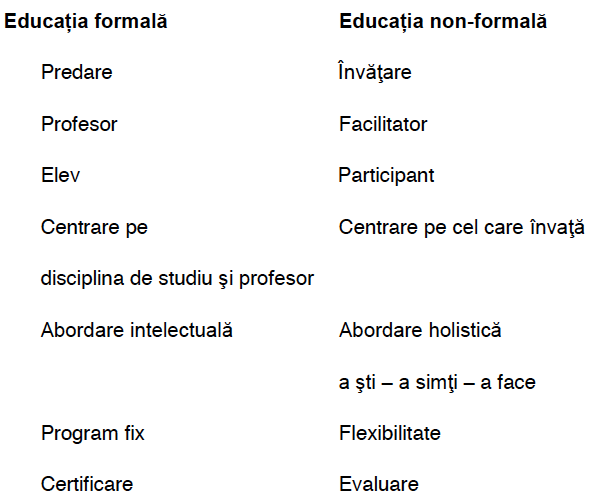 Educația formală Educația non-formală
Predare Învăţare
Profesor Facilitator
Elev Participant
Centrare pe Centrare pe cel care învaţă
disciplina de studiu şi profesor
Abordare intelectuală Abordare holistică
a şti – a simţi – a face
Program fix Flexibilitate
Certificare Evaluare